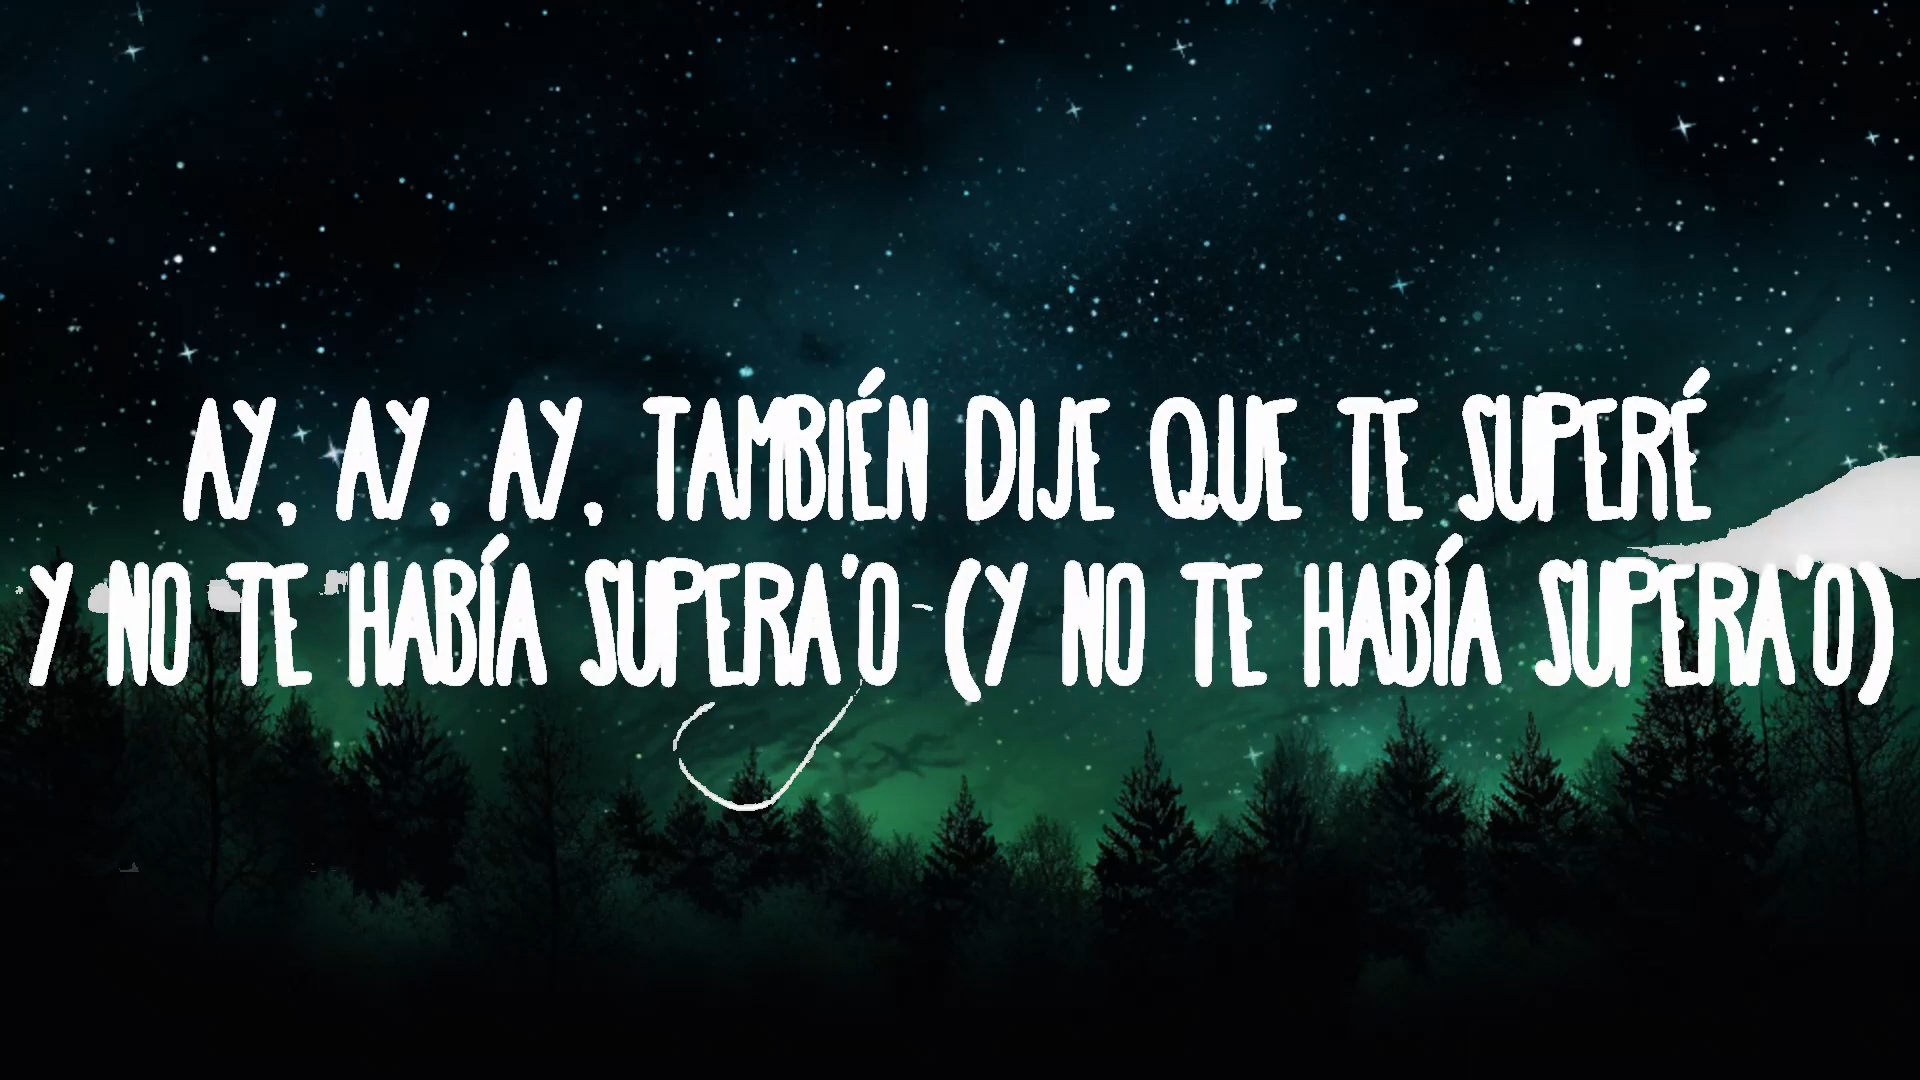 AY, AY, AY, TAMBIÉN DIJE QUE TE SUPERÉ
Y NO TE HABÍA SUPERA'O (Y NO TE HABÍA SUPERA'O)